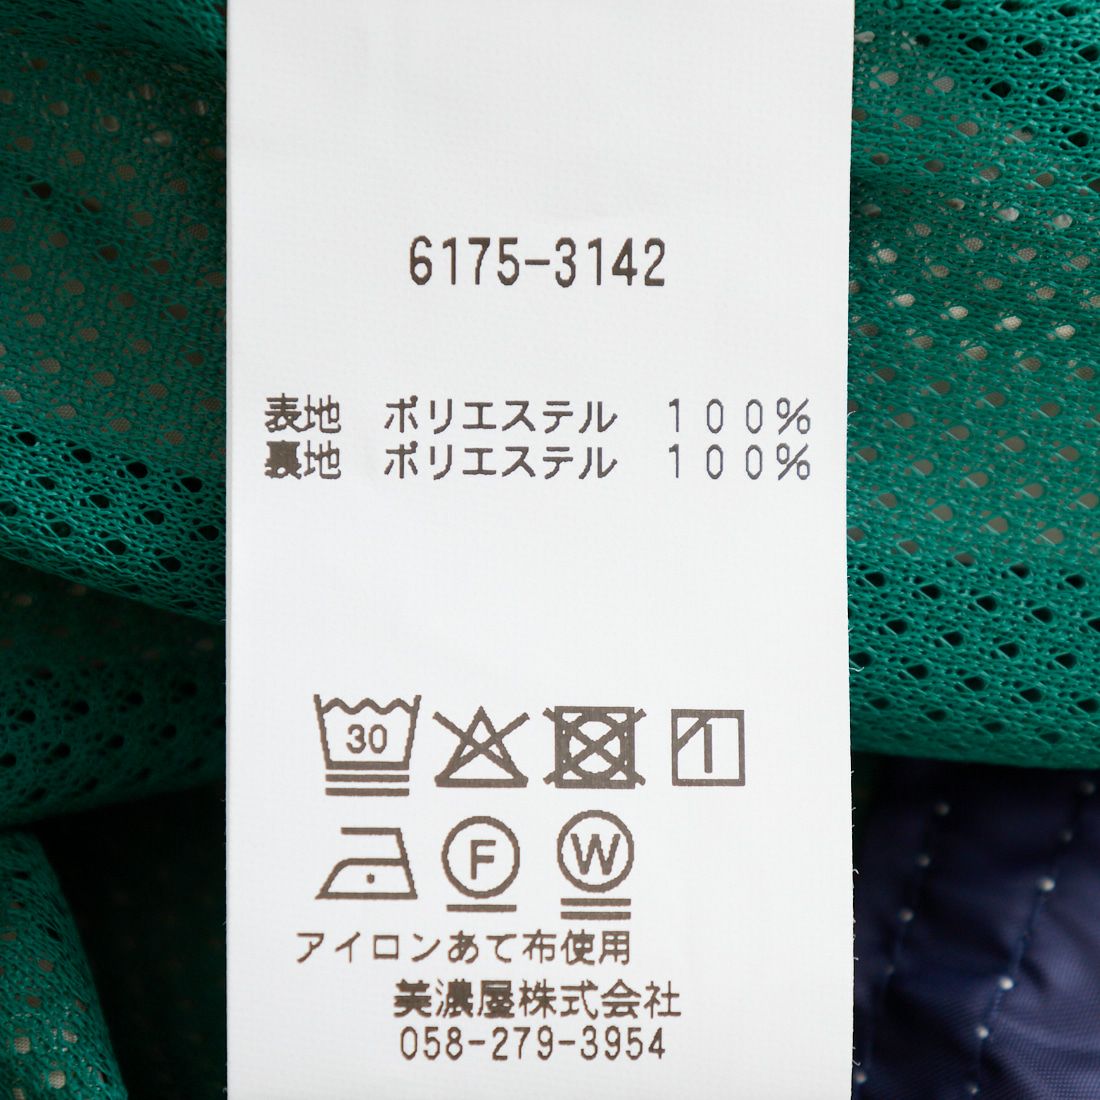 6175-3142
表地 ポリエステル 100%
裏地 ポリエステル 100%
30
1
F
W
アイロンあて布使用
美濃屋株式会社
058-279-3954